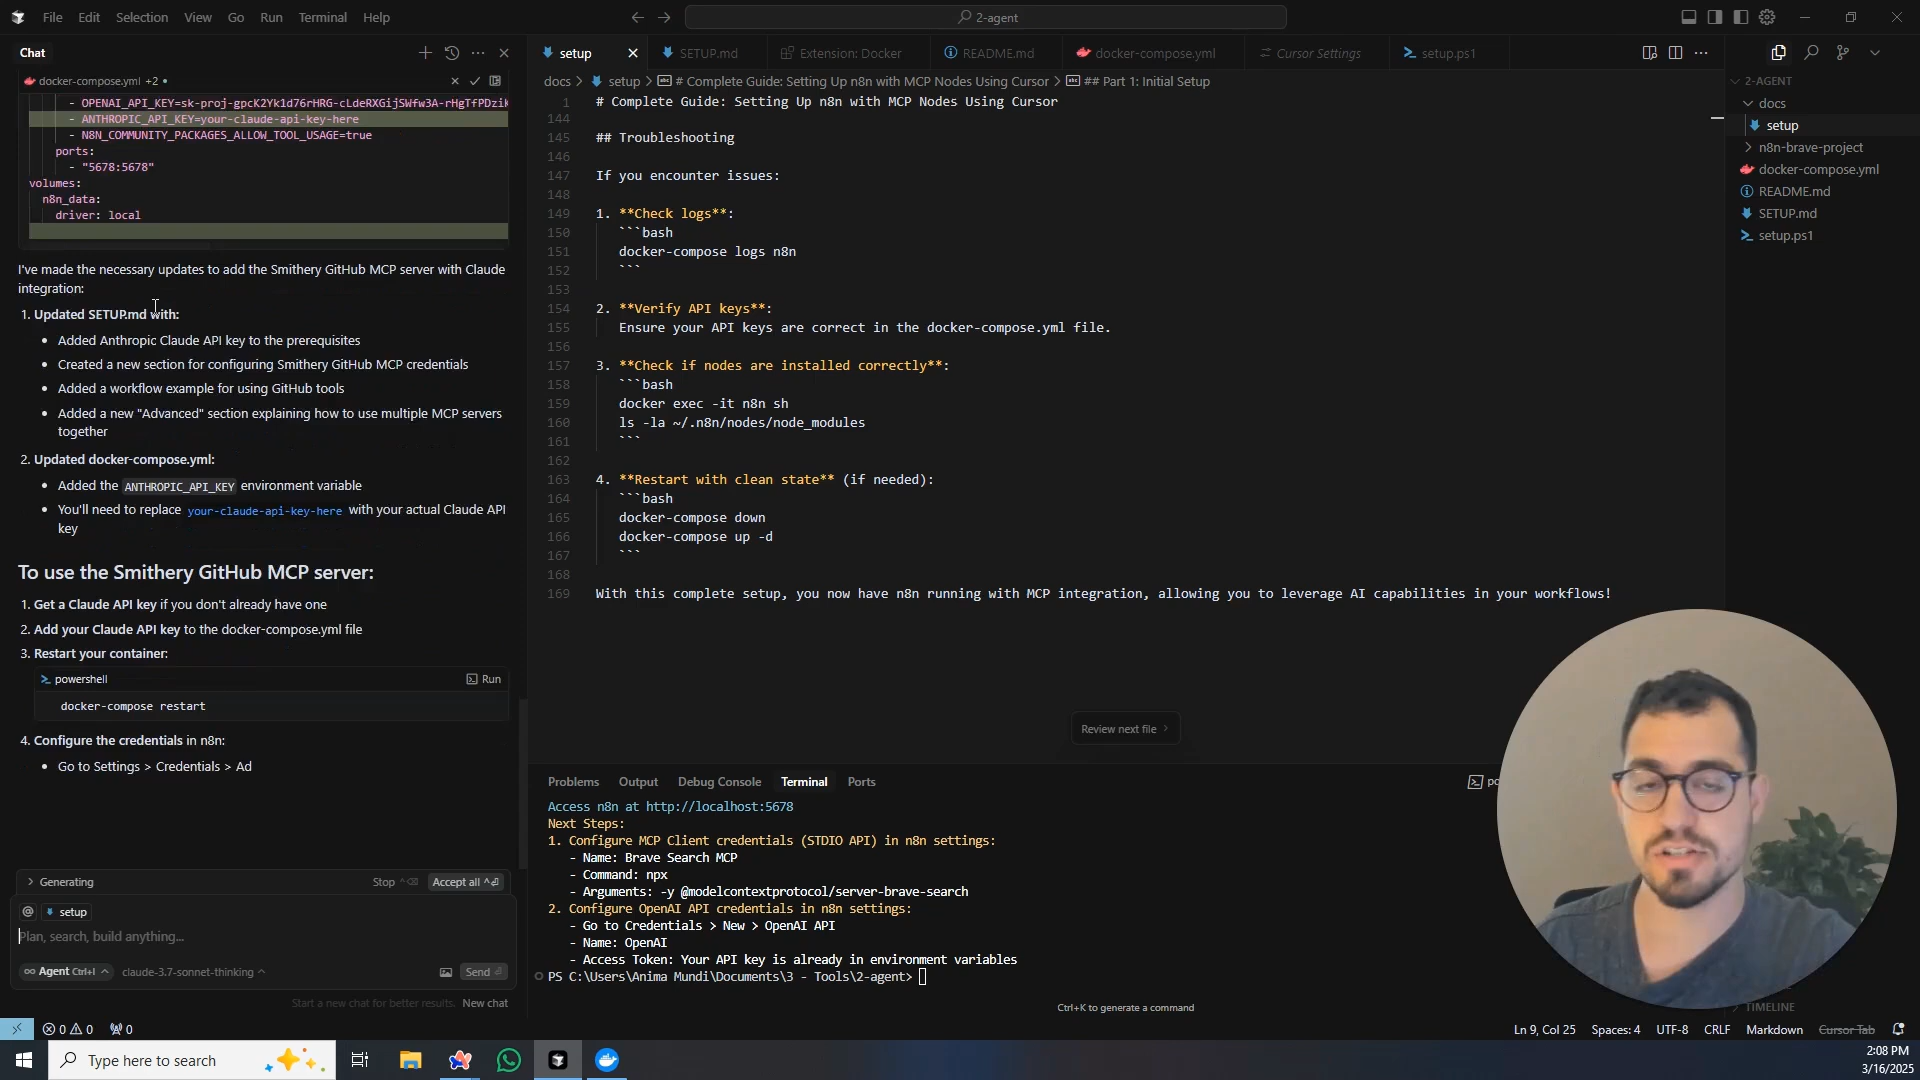 File Edit Selection View Go Run Terminal Help
2-agent
Chat
docker-compose.yml +2
- OPENAI_API_KEY=
- ANTHROPIC_API_KEY=your-claude-api-key-here
- N8N_COMMUNITY_PACKAGES_ALLOW_TOOL_USAGE=true
ports:
- "5678:5678"
volumes:
n8n_data:
driver: local
I've made the necessary updates to add the Smithery GitHub MCP server with Claude
integration:
1. Updated SETUP.md with:
Added Anthropic Claude API key to the prerequisites
Created a new section for configuring Smithery GitHub MCP credentials
Added a workflow example for using GitHub tools
Added a new "Advanced" section explaining how to use multiple MCP servers
together
2. Updated docker-compose.yml:
Added the ANTHROPIC_API_KEY environment variable
You'll need to replace your-claude-api-key-here with your actual Claude API
key
To use the Smithery GitHub MCP server:
1. Get a Claude API key if you don't already have one
2. Add your Claude API key to the docker-compose.yml file
3. Restart your container:
powershell Run
docker-compose restart
4. Configure the credentials in n8n:
Go to Settings > Credentials > Ad
Generating Stop Accept all
@ setup
Plan, search, build anything...
Agent Ctrl+I claude-3.7-sonnet-thinking Send
Start a new chat for better results. New chat
setup SETUP.md Extension: Docker README.md docker-compose.yml Cursor Settings setup.ps1
docs > setup > # Complete Guide: Setting Up n8n with MCP Nodes Using Cursor > ## Part 1: Initial Setup
1 # Complete Guide: Setting Up n8n with MCP Nodes Using Cursor
144
145 ## Troubleshooting
146
147 If you encounter issues:
148
149 1. **Check logs**:
150 ```bash
151 docker-compose logs n8n
152 ```
153
154 2. **Verify API keys**:
155 Ensure your API keys are correct in the docker-compose.yml file.
156
157 3. **Check if nodes are installed correctly**:
158 ```bash
159 docker exec -it n8n sh
160 ls -la ~/.n8n/nodes/node_modules
161 ```
162
163 4. **Restart with clean state** (if needed):
164 ```bash
165 docker-compose down
166 docker-compose up -d
167 ```
168
169 With this complete setup, you now have n8n running with MCP integration, allowing you to leverage AI capabilities in your workflows!
Review next file
Problems Output Debug Console Terminal Ports
Access n8n at http://localhost:5678
Next Steps:
1. Configure MCP Client credentials (STDIO API) in n8n settings:
- Name: Brave Search MCP
- Command: npx
- Arguments: -y @modelcontextprotocol/server-brave-search
2. Configure OpenAI API credentials in n8n settings:
- Go to Credentials > New > OpenAI API
- Name: OpenAI
- Access Token: Your API key is already in environment variables
PS C:\Users\Anima Mundi\Documents\3 - Tools\2-agent>
Ctrl+K to generate a command
2-AGENT
docs
setup
n8n-brave-project
docker-compose.yml
README.md
SETUP.md
setup.ps1
TIMELINE
0 0 0
Ln 9, Col 25 Spaces: 4 UTF-8 CRLF Markdown Cursor Tab
Type here to search
2:08 PM
3/16/2025